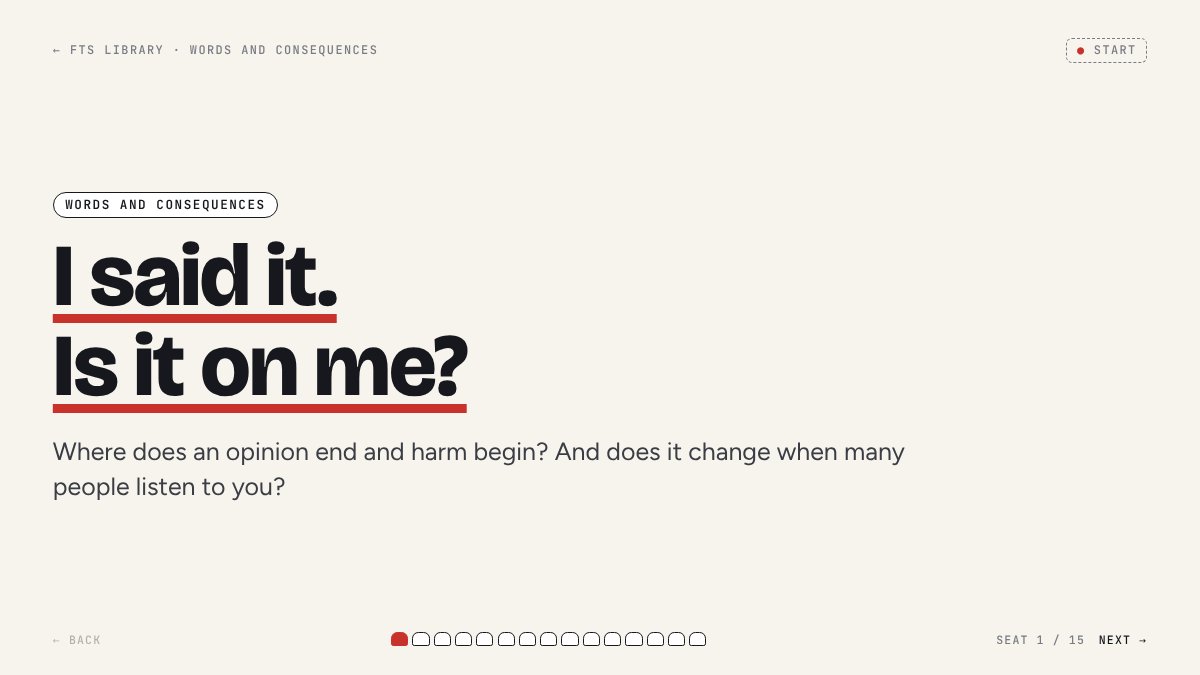 ← FTS LIBRARY · WORDS AND CONSEQUENCES
● START
WORDS AND CONSEQUENCES
I said it.
Is it on me?
Where does an opinion end and harm begin? And does it change when many
people listen to you?
← BACK
SEAT 1 / 15 NEXT →